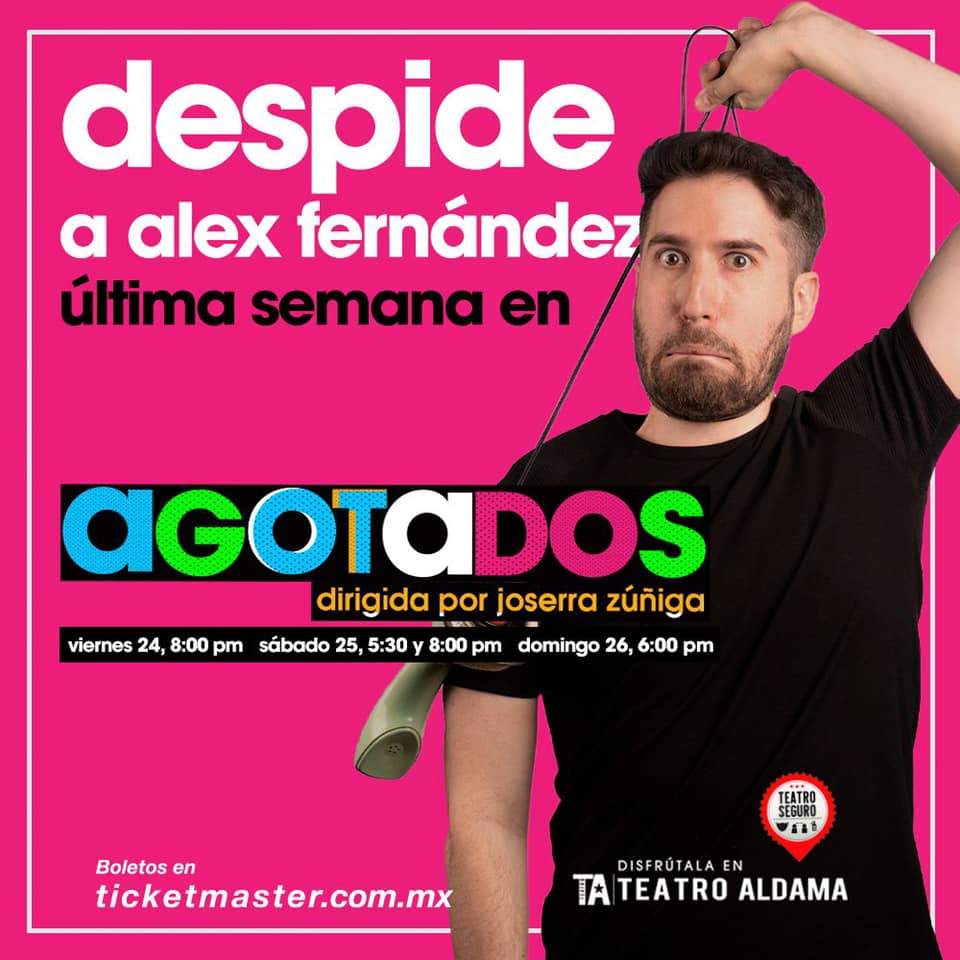 despide
a alex fernández
última semana en
aGOTaDOS
dirigida por joserra zúñiga
viernes 24, 8:00 pm sábado 25, 5:30 y 8:00 pm domingo 26, 6:00 pm
TEATRO
SEGURO
Boletos en
ticketmaster.com.mx
DISFRÚTALA EN
TA TEATRO ALDAMA